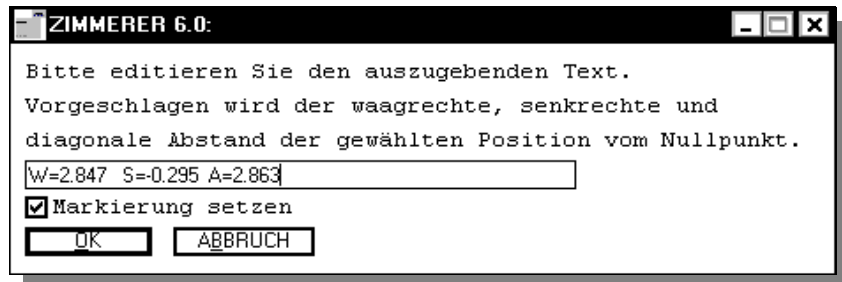 ZIMMERER 6.0:
Bitte editieren Sie den auszugebenden Text.
Vorgeschlagen wird der waagrechte, senkrechte und
diagonale Abstand der gewählten Position vom Nullpunkt.
W=2.847 S=-0.295 A=2.863
Markierung setzen
OK ABBRUCH